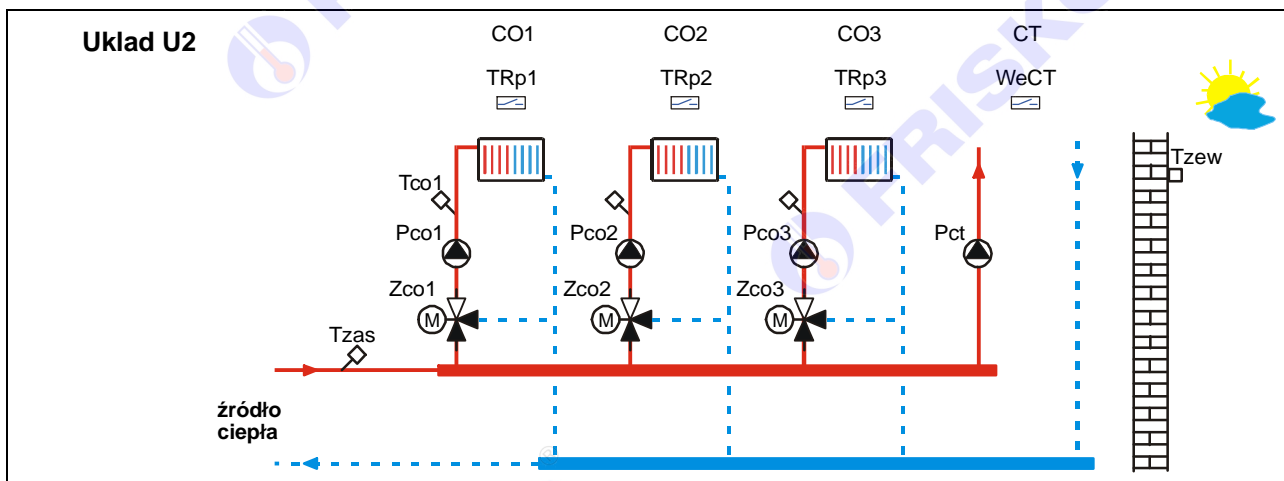 Uklad U2
CO1 CO2 CO3 CT
TRp1 TRp2 TRp3 WeCT
Tzew
Tco1
Pco1 Pco2 Pco3 Pct
Zco1 Zco2 Zco3
M M M
Tzas
źródło
ciepła
FRISKO